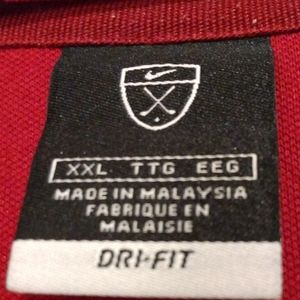 XXL TTG EEG
MADE IN MALAYSIA
FABRIQUE EN
MALAISIE
DRI-FIT